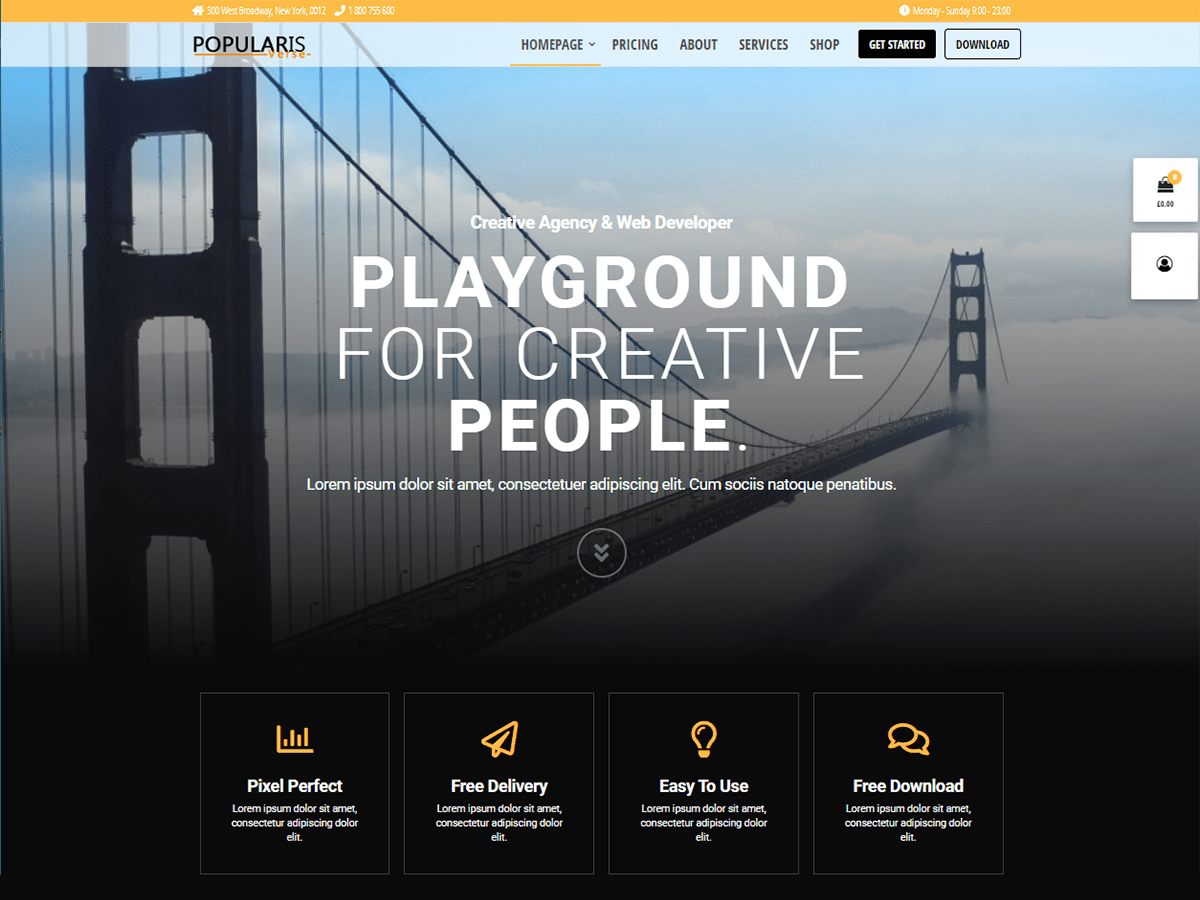 300 West Broadway, New York, 0012 1 800 755 600 Monday - Sunday 9:00 - 23:00
POPULARIS
verse
HOMEPAGE PRICING ABOUT SERVICES SHOP GET STARTED DOWNLOAD
0
£0.00
Creative Agency & Web Developer
PLAYGROUND
FOR CREATIVE
PEOPLE.
Lorem ipsum dolor sit amet, consectetuer adipiscing elit. Cum sociis natoque penatibus.
Pixel Perfect
Lorem ipsum dolor sit amet,
consectetur adipiscing dolor
elit.
Free Delivery
Lorem ipsum dolor sit amet,
consectetur adipiscing dolor
elit.
Easy To Use
Lorem ipsum dolor sit amet,
consectetur adipiscing dolor
elit.
Free Download
Lorem ipsum dolor sit amet,
consectetur adipiscing dolor
elit.